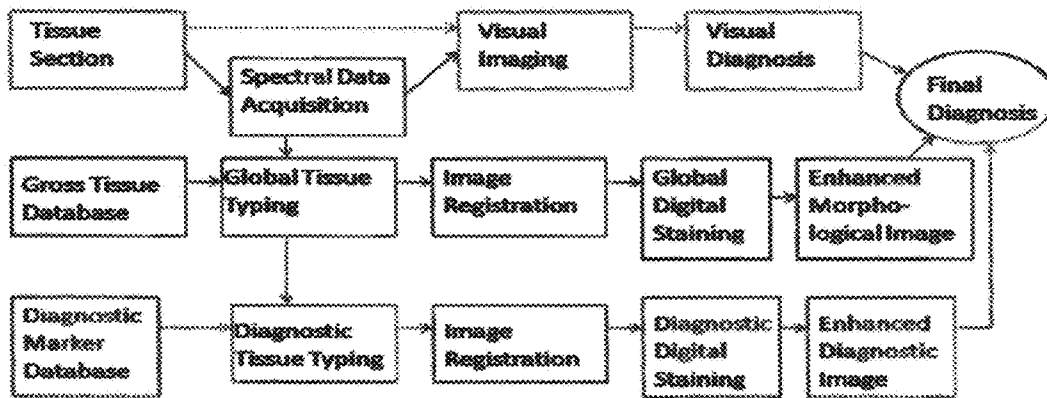 Tissue
Section
Spectral Data
Acquisition
Visual
Imaging
Visual
Diagnosis
Final
Diagnosis
Gross Tissue
Database
Global Tissue
Typing
Image
Registration
Global
Digital
Staining
Enhanced
Morpho-
logical Image
Diagnostic
Marker
Database
Diagnostic
Tissue Typing
Image
Registration
Diagnostic
Digital
Staining
Enhanced
Diagnostic
Image